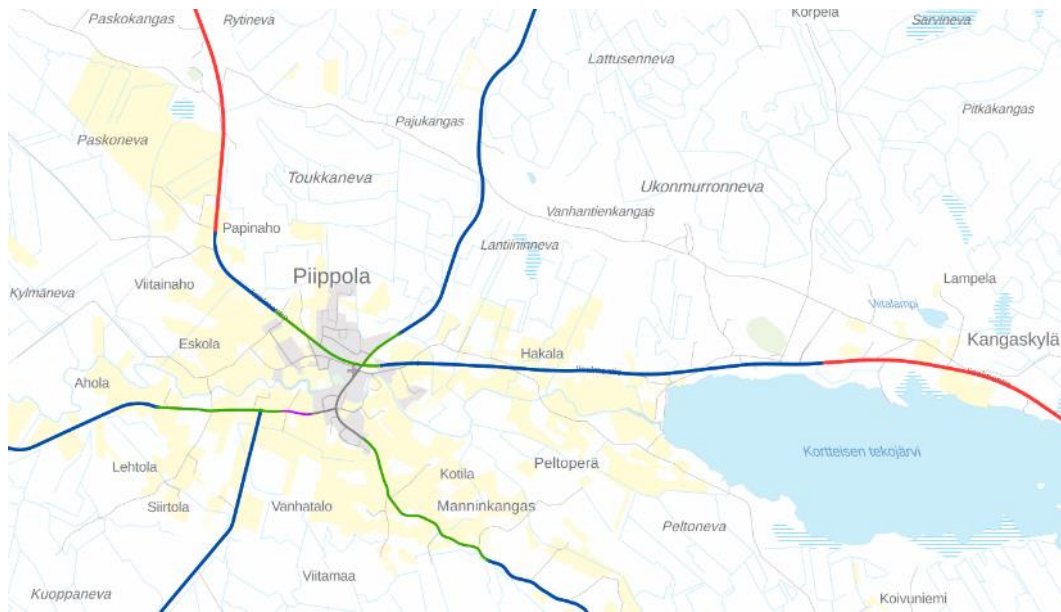 Paskokangas
Rytineva
Korpela
Sarvineva
Lattusenneva
Pitkäkangas
Pajukangas
Paskoneva
Toukkaneva
Ukonmurronneva
Vanhantienkangas
Papinaho
Lantiininneva
Piippola
Viitainaho
Kylmäneva
Lampela
Viitalampi
Kangaskylä
Eskola
Hakala
Ahola
Kortteisen tekojärvi
Lehtola
Kotila
Peltoperä
Siirtola
Vanhatalo
Manninkangas
Peltoneva
Viitamaa
Kuoppaneva
Koivuniemi